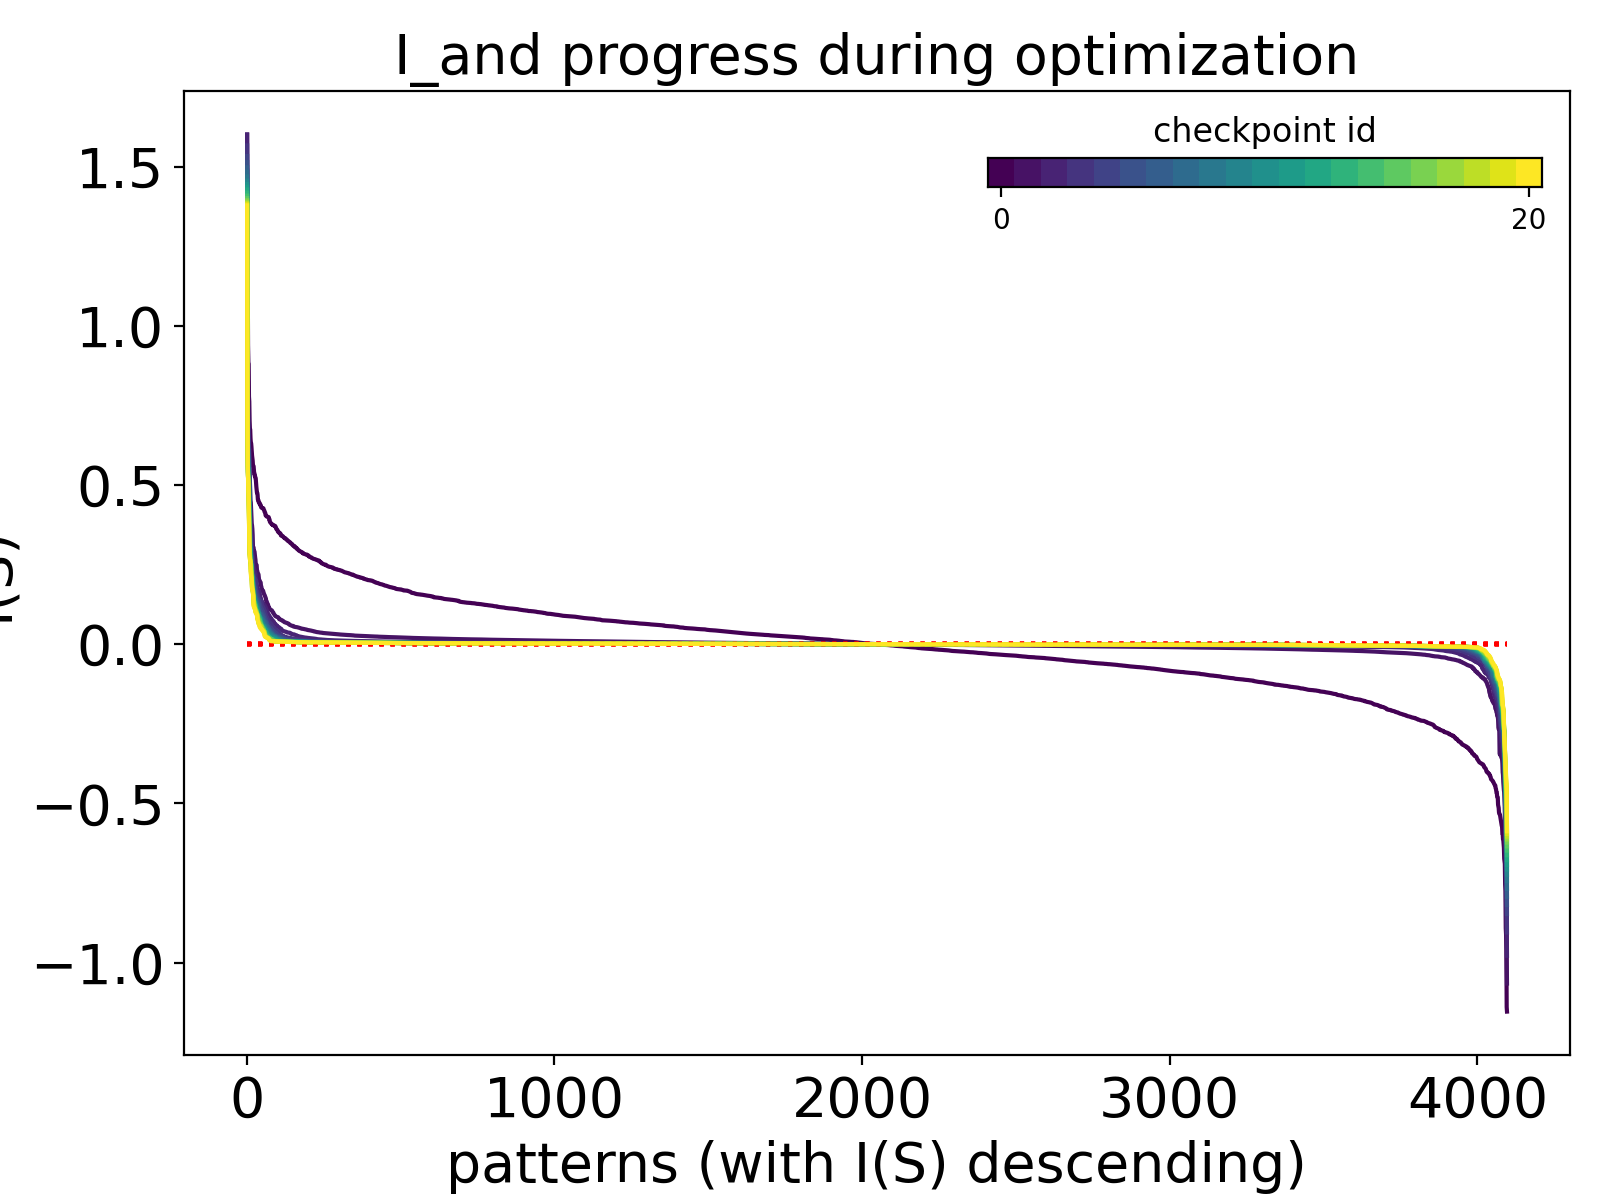 I_and progress during optimization
checkpoint id
0 20
1.5
1.0
0.5
0.0
−0.5
−1.0
0 1000 2000 3000 4000
patterns (with I(S) descending)